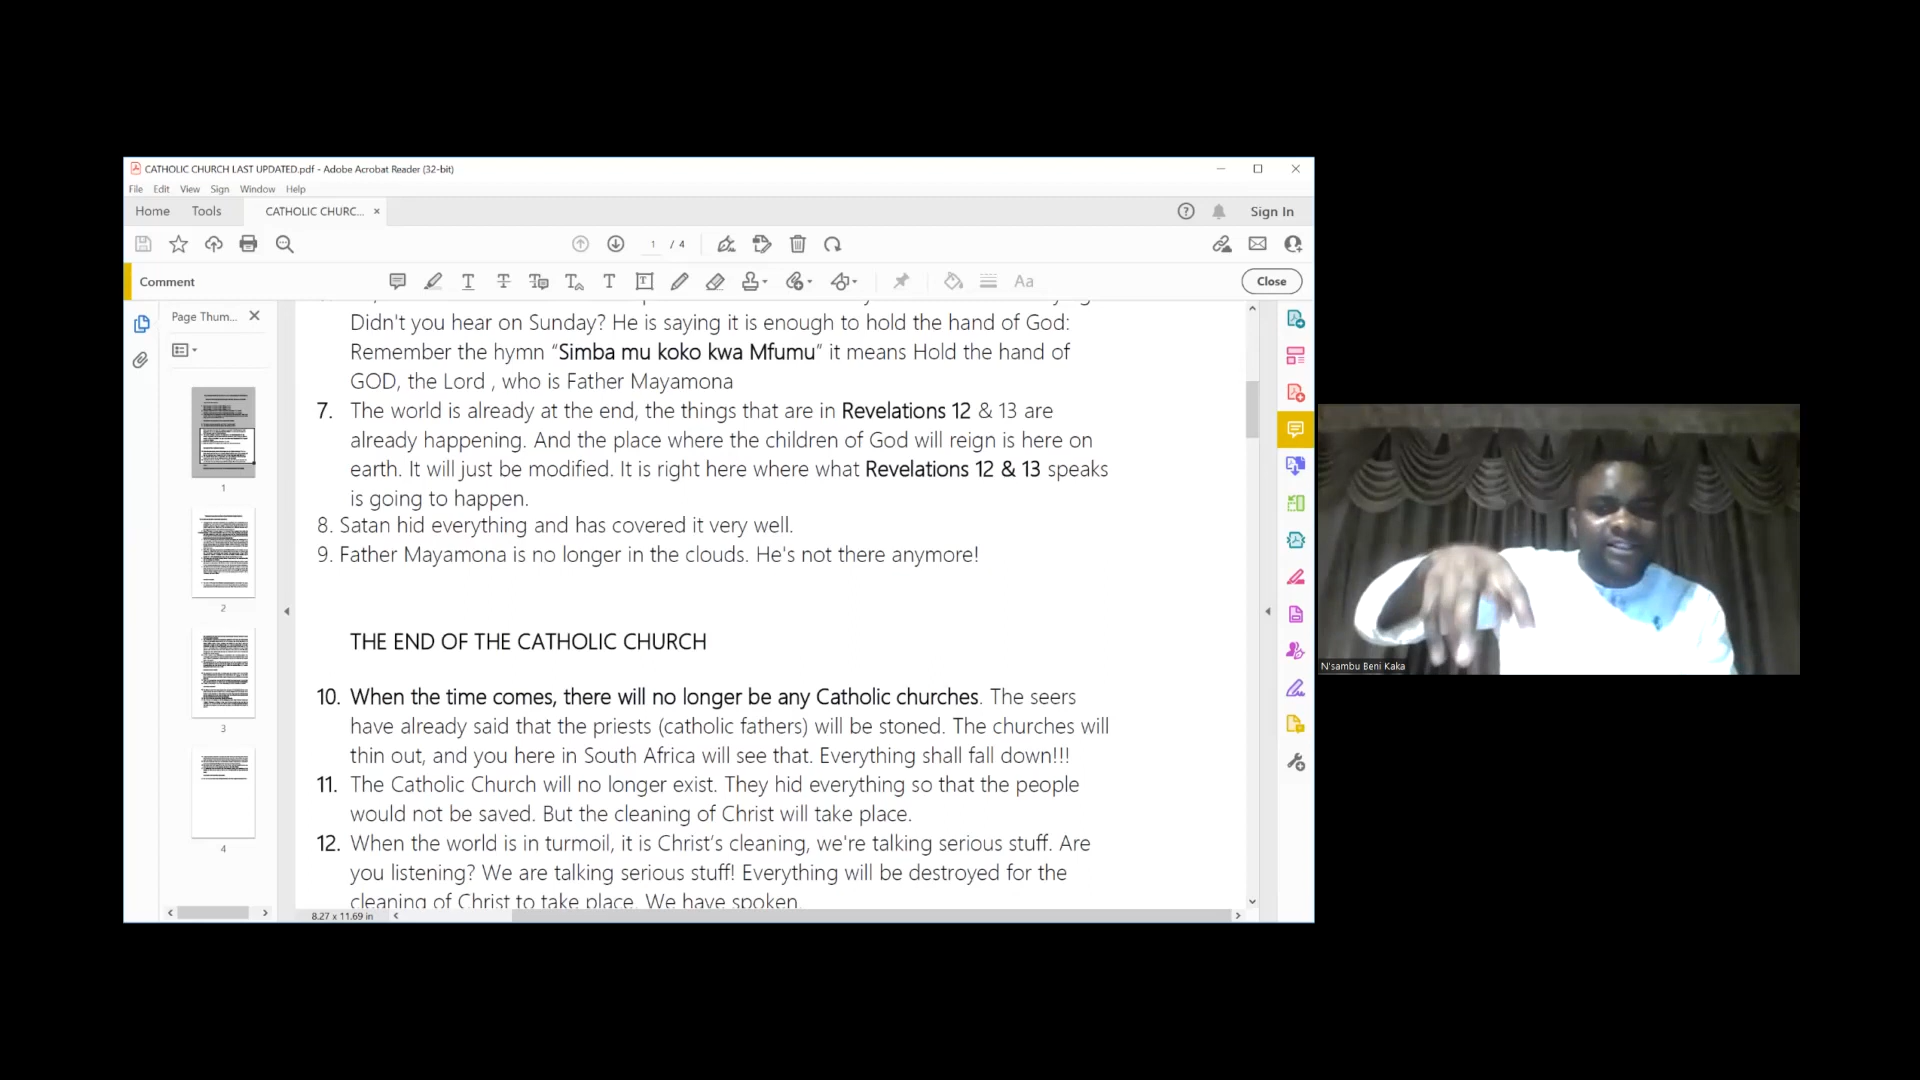 CATHOLIC CHURCH LAST UPDATED.pdf - Adobe Acrobat Reader (32-bit)
File Edit View Sign Window Help
Home Tools CATHOLIC CHURC... × Sign In
1 / 4
Comment Close
Page Thum...
Didn't you hear on Sunday? He is saying it is enough to hold the hand of God:
Remember the hymn “Simba mu koko kwa Mfumu” it means Hold the hand of
GOD, the Lord , who is Father Mayamona
7. The world is already at the end, the things that are in Revelations 12 & 13 are
already happening. And the place where the children of God will reign is here on
earth. It will just be modified. It is right here where what Revelations 12 & 13 speaks
is going to happen.
8. Satan hid everything and has covered it very well.
9. Father Mayamona is no longer in the clouds. He's not there anymore!
THE END OF THE CATHOLIC CHURCH
10. When the time comes, there will no longer be any Catholic churches. The seers
have already said that the priests (catholic fathers) will be stoned. The churches will
thin out, and you here in South Africa will see that. Everything shall fall down!!!
11. The Catholic Church will no longer exist. They hid everything so that the people
would not be saved. But the cleaning of Christ will take place.
12. When the world is in turmoil, it is Christ’s cleaning, we're talking serious stuff. Are
you listening? We are talking serious stuff! Everything will be destroyed for the
cleaning of Christ to take place. We have spoken.
1
2
3
4
8.27 x 11.69 in
N'sambu Beni Kaka